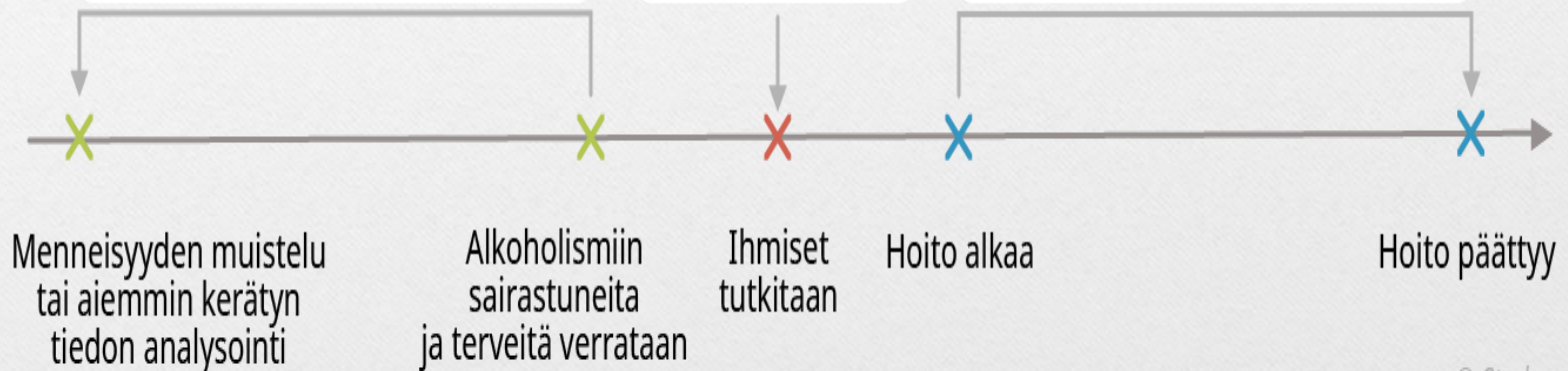 Menneisyyden muistelu
tai aiemmin kerätyn
tiedon analysointi
Alkoholismiin
sairastuneita
ja terveitä verrataan
Ihmiset
tutkitaan
Hoito alkaa
Hoito päättyy